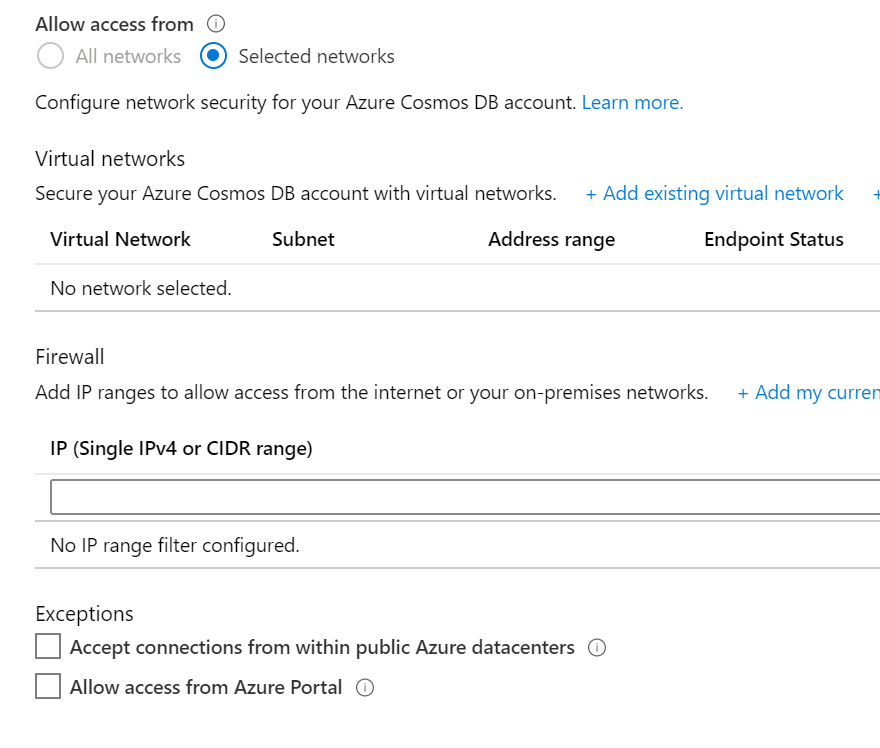 Allow access from
All networks Selected networks
Configure network security for your Azure Cosmos DB account. Learn more.
Virtual networks
Secure your Azure Cosmos DB account with virtual networks. + Add existing virtual network +
Virtual Network Subnet Address range Endpoint Status
No network selected.
Firewall
Add IP ranges to allow access from the internet or your on-premises networks. + Add my curren
IP (Single IPv4 or CIDR range)
No IP range filter configured.
Exceptions
Accept connections from within public Azure datacenters
Allow access from Azure Portal